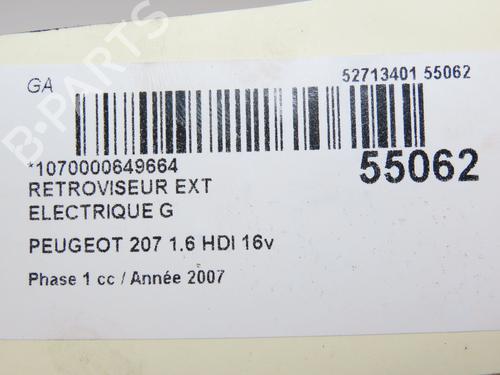 GA
52713401 55062
*1070000649664
55062
RETROVISEUR EXT
ELECTRIQUE G
PEUGEOT 207 1.6 HDI 16v
Phase 1 cc / Année 2007
B-PARTS